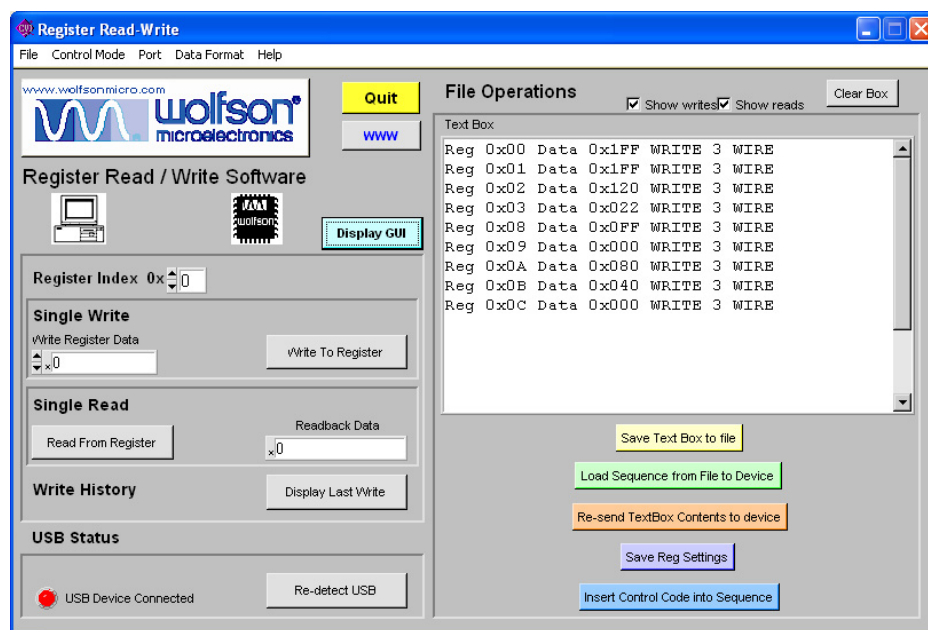 Register Read-Write
File Control Mode Port Data Format Help
www.wolfsonmicro.com
wolfson®
microelectronics
Quit
WWW
Register Read / Write Software
wolfson
Display GUI
Register Index 0x 0
Single Write
Write Register Data
x 0
Write To Register
Single Read
Read From Register
Readback Data
x 0
Write History
Display Last Write
USB Status
USB Device Connected
Re-detect USB
File Operations
Show writes Show reads
Clear Box
Text Box
Reg 0x00 Data 0x1FF WRITE 3 WIRE
Reg 0x01 Data 0x1FF WRITE 3 WIRE
Reg 0x02 Data 0x120 WRITE 3 WIRE
Reg 0x03 Data 0x022 WRITE 3 WIRE
Reg 0x08 Data 0x0FF WRITE 3 WIRE
Reg 0x09 Data 0x000 WRITE 3 WIRE
Reg 0x0A Data 0x080 WRITE 3 WIRE
Reg 0x0B Data 0x040 WRITE 3 WIRE
Reg 0x0C Data 0x000 WRITE 3 WIRE
Save Text Box to file
Load Sequence from File to Device
Re-send TextBox Contents to device
Save Reg Settings
Insert Control Code into Sequence